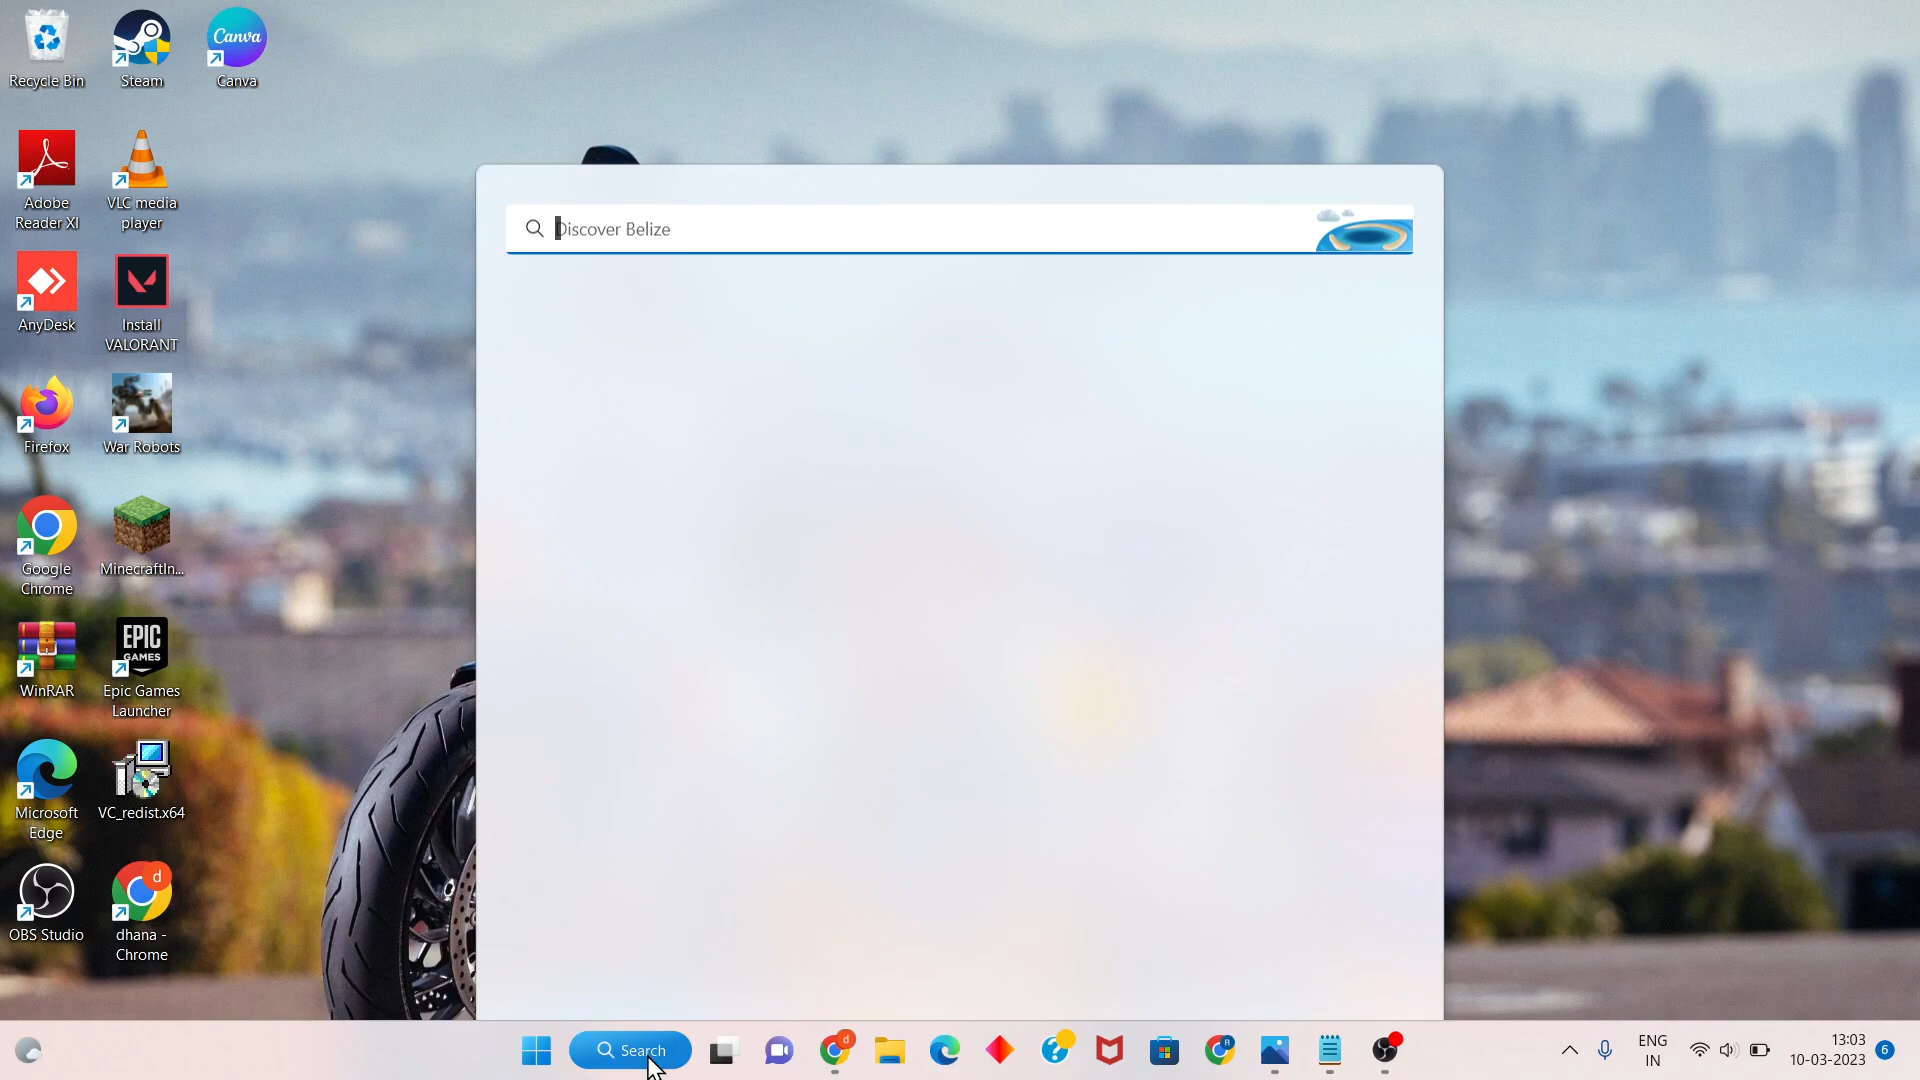 Recycle Bin
Steam
Canva
Canva
Adobe
Reader XI
VLC media
player
AnyDesk
Install
VALORANT
Firefox
War Robots
Google
Chrome
MinecraftIn...
WinRAR
EPIC
GAMES
Epic Games
Launcher
Microsoft
Edge
VC_redist.x64
OBS Studio
d
dhana -
Chrome
Discover Belize
Search
d
R
ENG
IN
13:03
10-03-2023
6